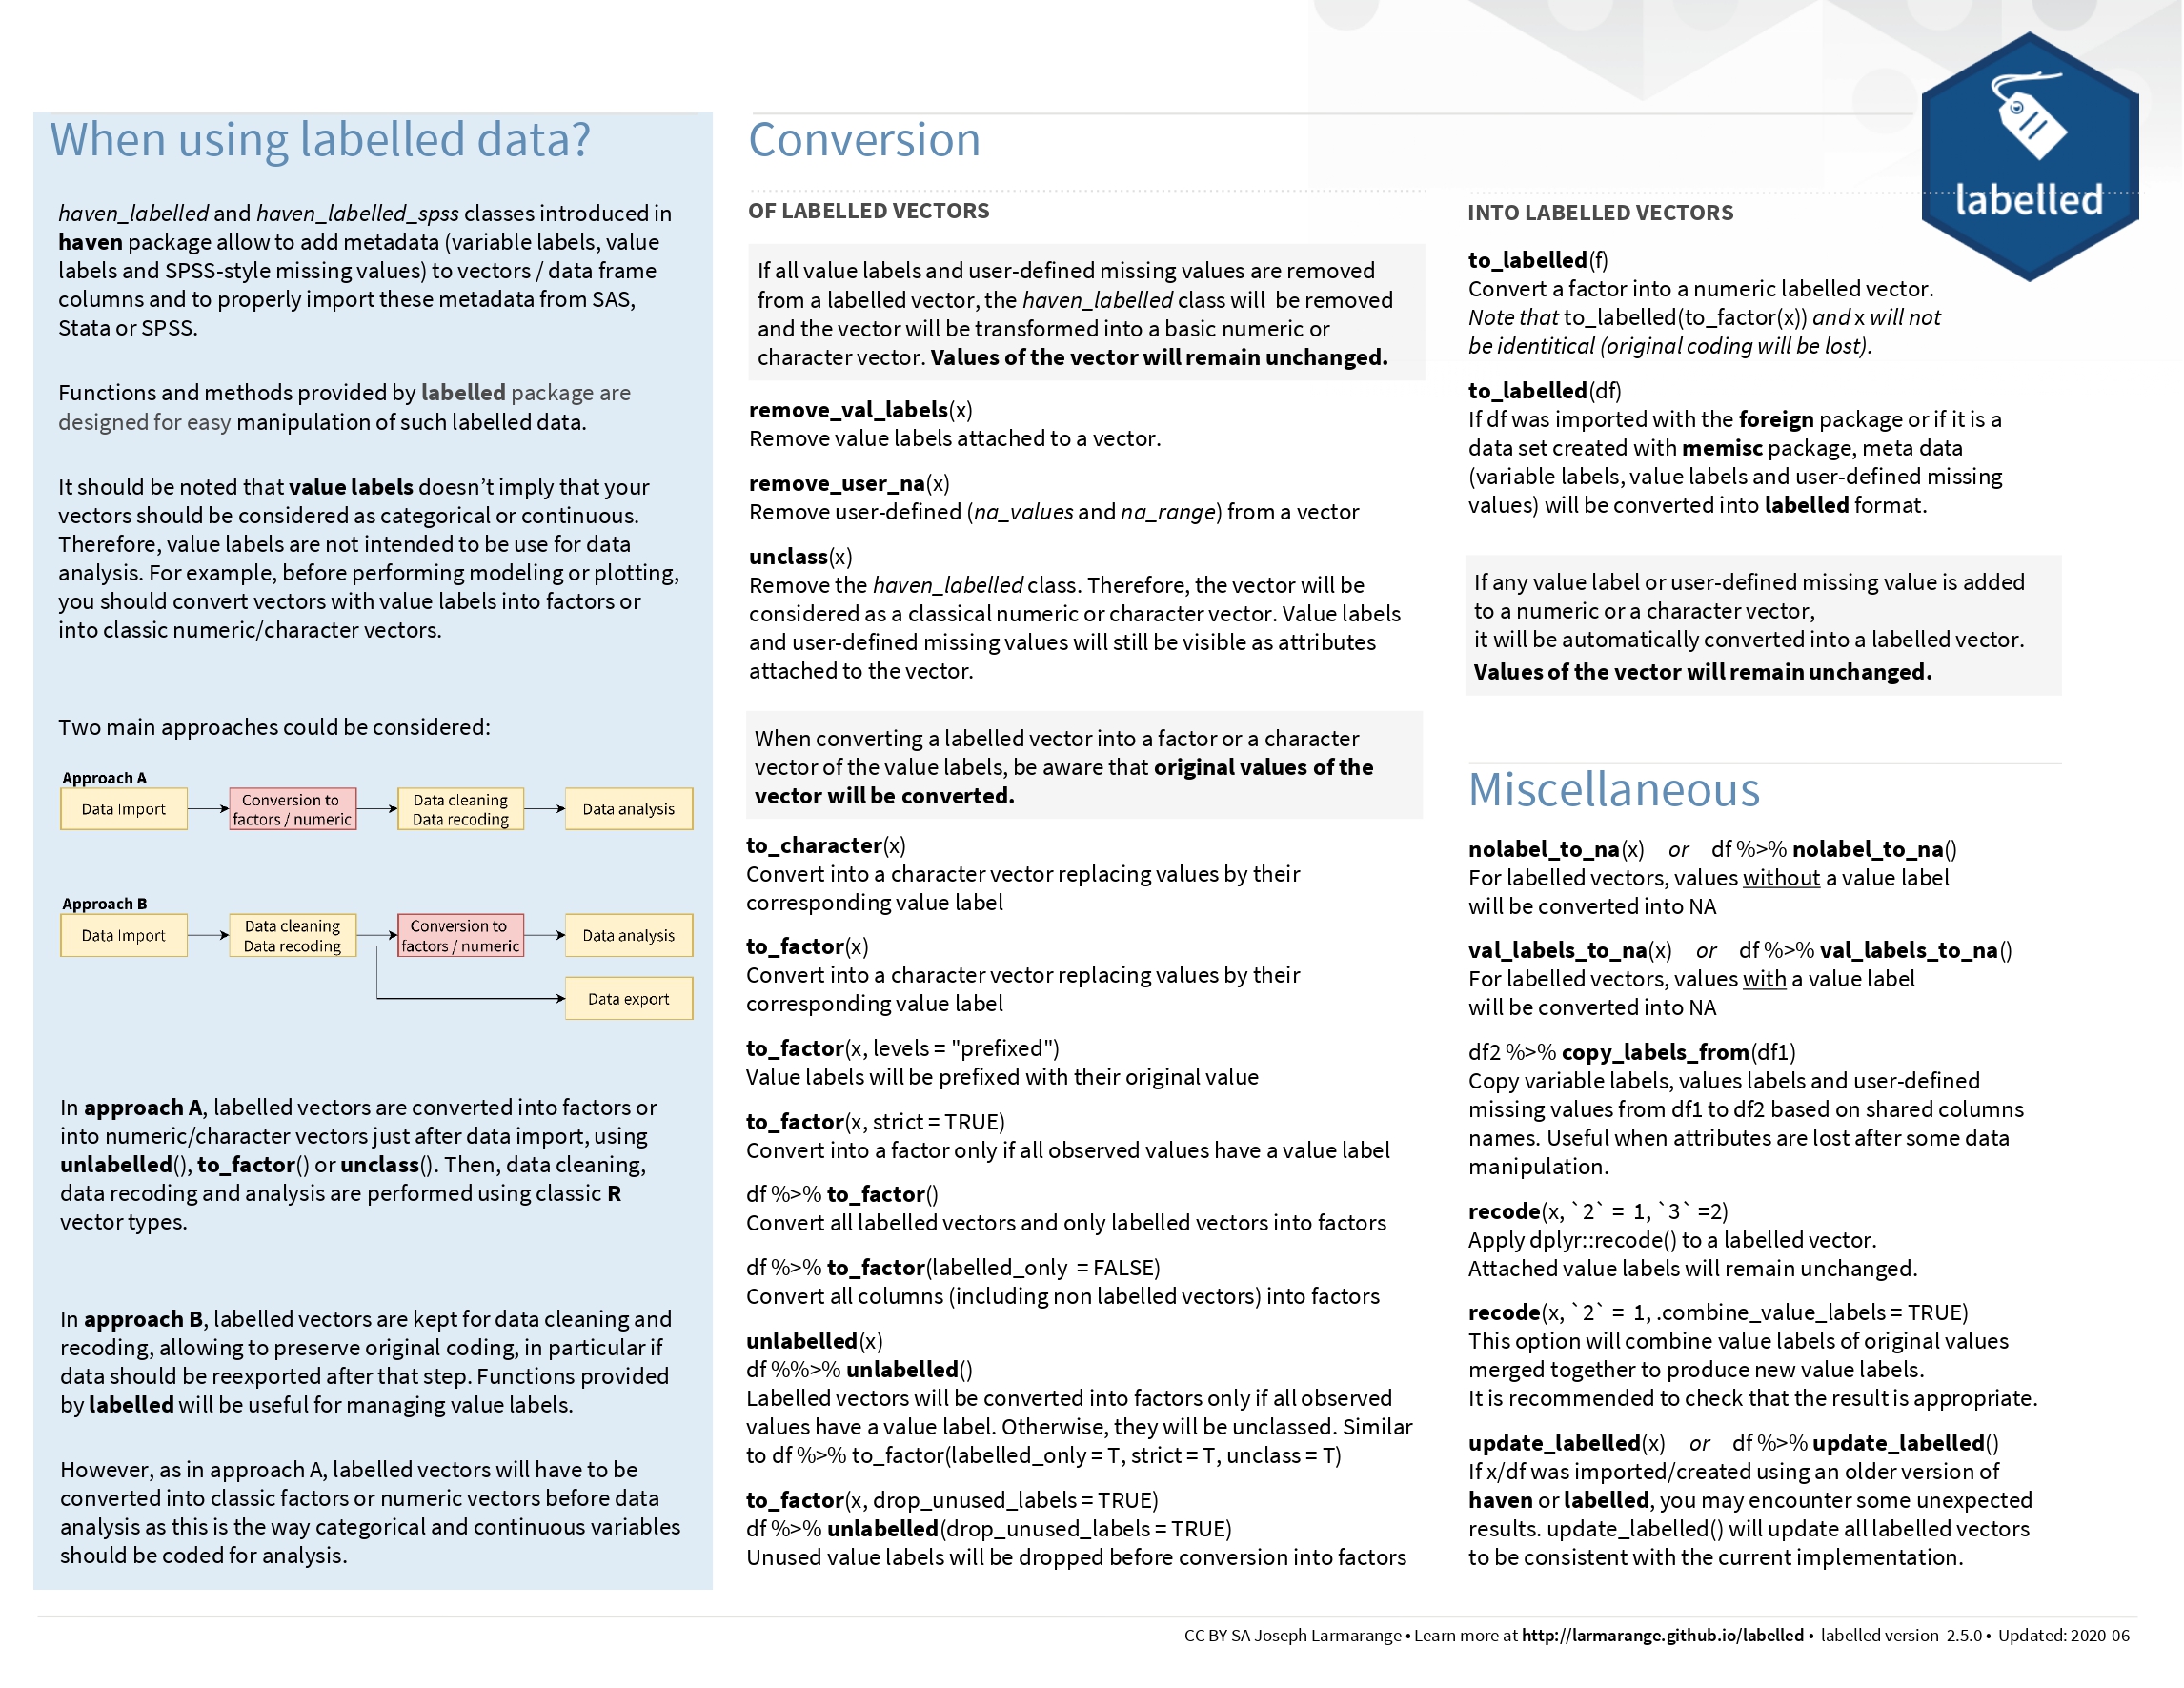 When using labelled data?
haven_labelled and haven_labelled_spss classes introduced in
haven package allow to add metadata (variable labels, value
labels and SPSS-style missing values) to vectors / data frame
columns and to properly import these metadata from SAS,
Stata or SPSS.
Functions and methods provided by labelled package are
designed for easy manipulation of such labelled data.
It should be noted that value labels doesn’t imply that your
vectors should be considered as categorical or continuous.
Therefore, value labels are not intended to be use for data
analysis. For example, before performing modeling or plotting,
you should convert vectors with value labels into factors or
into classic numeric/character vectors.
Two main approaches could be considered:
Approach A
Data Import
Conversion to
factors / numeric
Data cleaning
Data recoding
Data analysis
Approach B
Data Import
Data cleaning
Data recoding
Conversion to
factors / numeric
Data analysis
Data export
In approach A, labelled vectors are converted into factors or
into numeric/character vectors just after data import, using
unlabelled(), to_factor() or unclass(). Then, data cleaning,
data recoding and analysis are performed using classic R
vector types.
In approach B, labelled vectors are kept for data cleaning and
recoding, allowing to preserve original coding, in particular if
data should be reexported after that step. Functions provided
by labelled will be useful for managing value labels.
However, as in approach A, labelled vectors will have to be
converted into classic factors or numeric vectors before data
analysis as this is the way categorical and continuous variables
should be coded for analysis.
Conversion
OF LABELLED VECTORS
If all value labels and user-defined missing values are removed
from a labelled vector, the haven_labelled class will be removed
and the vector will be transformed into a basic numeric or
character vector. Values of the vector will remain unchanged.
remove_val_labels(x)
Remove value labels attached to a vector.
remove_user_na(x)
Remove user-defined (na_values and na_range) from a vector
unclass(x)
Remove the haven_labelled class. Therefore, the vector will be
considered as a classical numeric or character vector. Value labels
and user-defined missing values will still be visible as attributes
attached to the vector.
When converting a labelled vector into a factor or a character
vector of the value labels, be aware that original values of the
vector will be converted.
to_character(x)
Convert into a character vector replacing values by their
corresponding value label
to_factor(x)
Convert into a character vector replacing values by their
corresponding value label
to_factor(x, levels = "prefixed")
Value labels will be prefixed with their original value
to_factor(x, strict = TRUE)
Convert into a factor only if all observed values have a value label
df %>% to_factor()
Convert all labelled vectors and only labelled vectors into factors
df %>% to_factor(labelled_only = FALSE)
Convert all columns (including non labelled vectors) into factors
unlabelled(x)
df %%>% unlabelled()
Labelled vectors will be converted into factors only if all observed
values have a value label. Otherwise, they will be unclassed. Similar
to df %>% to_factor(labelled_only = T, strict = T, unclass = T)
to_factor(x, drop_unused_labels = TRUE)
df %>% unlabelled(drop_unused_labels = TRUE)
Unused value labels will be dropped before conversion into factors
labelled
INTO LABELLED VECTORS
to_labelled(f)
Convert a factor into a numeric labelled vector.
Note that to_labelled(to_factor(x)) and x will not
be identitical (original coding will be lost).
to_labelled(df)
If df was imported with the foreign package or if it is a
data set created with memisc package, meta data
(variable labels, value labels and user-defined missing
values) will be converted into labelled format.
If any value label or user-defined missing value is added
to a numeric or a character vector,
it will be automatically converted into a labelled vector.
Values of the vector will remain unchanged.
Miscellaneous
nolabel_to_na(x) or df %>% nolabel_to_na()
For labelled vectors, values without a value label
will be converted into NA
val_labels_to_na(x) or df %>% val_labels_to_na()
For labelled vectors, values with a value label
will be converted into NA
df2 %>% copy_labels_from(df1)
Copy variable labels, values labels and user-defined
missing values from df1 to df2 based on shared columns
names. Useful when attributes are lost after some data
manipulation.
recode(x, `2` = 1, `3` =2)
Apply dplyr::recode() to a labelled vector.
Attached value labels will remain unchanged.
recode(x, `2` = 1, .combine_value_labels = TRUE)
This option will combine value labels of original values
merged together to produce new value labels.
It is recommended to check that the result is appropriate.
update_labelled(x) or df %>% update_labelled()
If x/df was imported/created using an older version of
haven or labelled, you may encounter some unexpected
results. update_labelled() will update all labelled vectors
to be consistent with the current implementation.
CC BY SA Joseph Larmarange • Learn more at http://larmarange.github.io/labelled • labelled version 2.5.0 • Updated: 2020-06